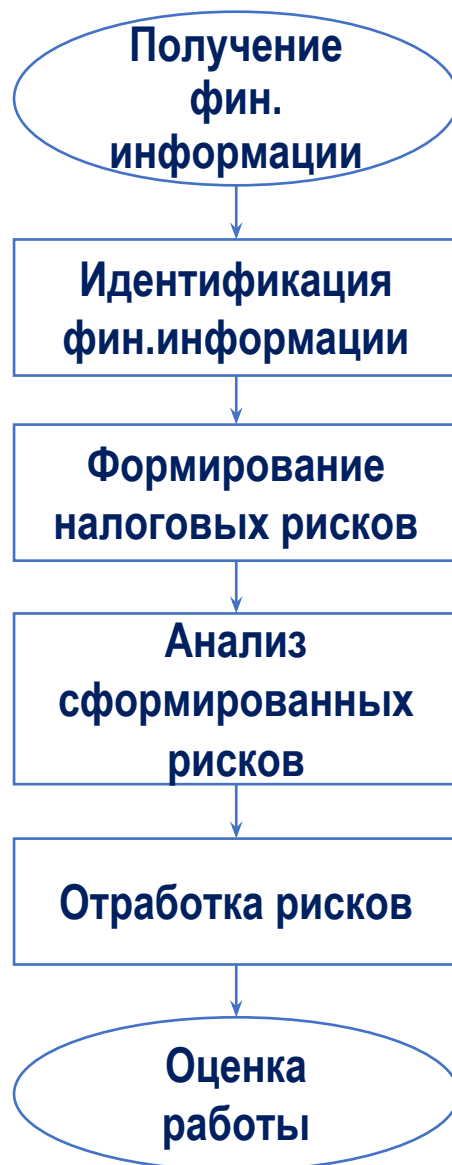 Получение
фин.
информации
Идентификация
фин.информации
Формирование
налоговых рисков
Анализ
сформированных
рисков
Отработка рисков
Оценка
работы